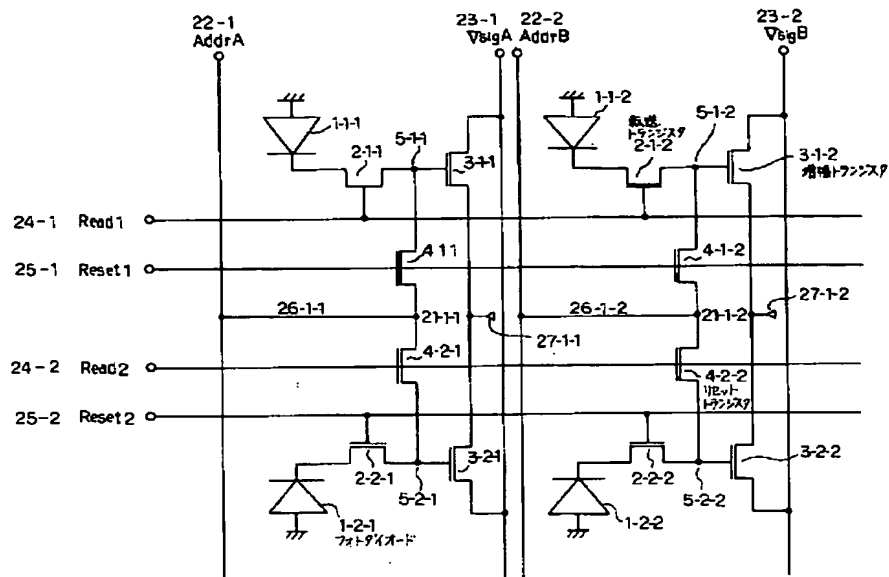 22-1
AddrA
23-1
VsigA
22-2
AddrB
23-2
VsigB
1-1-1
2-1-1
5-1-1
3-1-1
1-1-2
転送
トランジスタ
2-1-2
5-1-2
3-1-2
増幅トランジスタ
24-1 Read1
25-1 Reset1
4-1-1
4-1-2
27-1-2
26-1-1
21-1-1
26-1-2
21-1-2
27-1-1
24-2 Read2
4-2-1
4-2-2
リセット
トランジスタ
25-2 Reset2
2-2-1
5-2-1
3-2-1
2-2-2
5-2-2
3-2-2
1-2-1
フォトダイオード
1-2-2